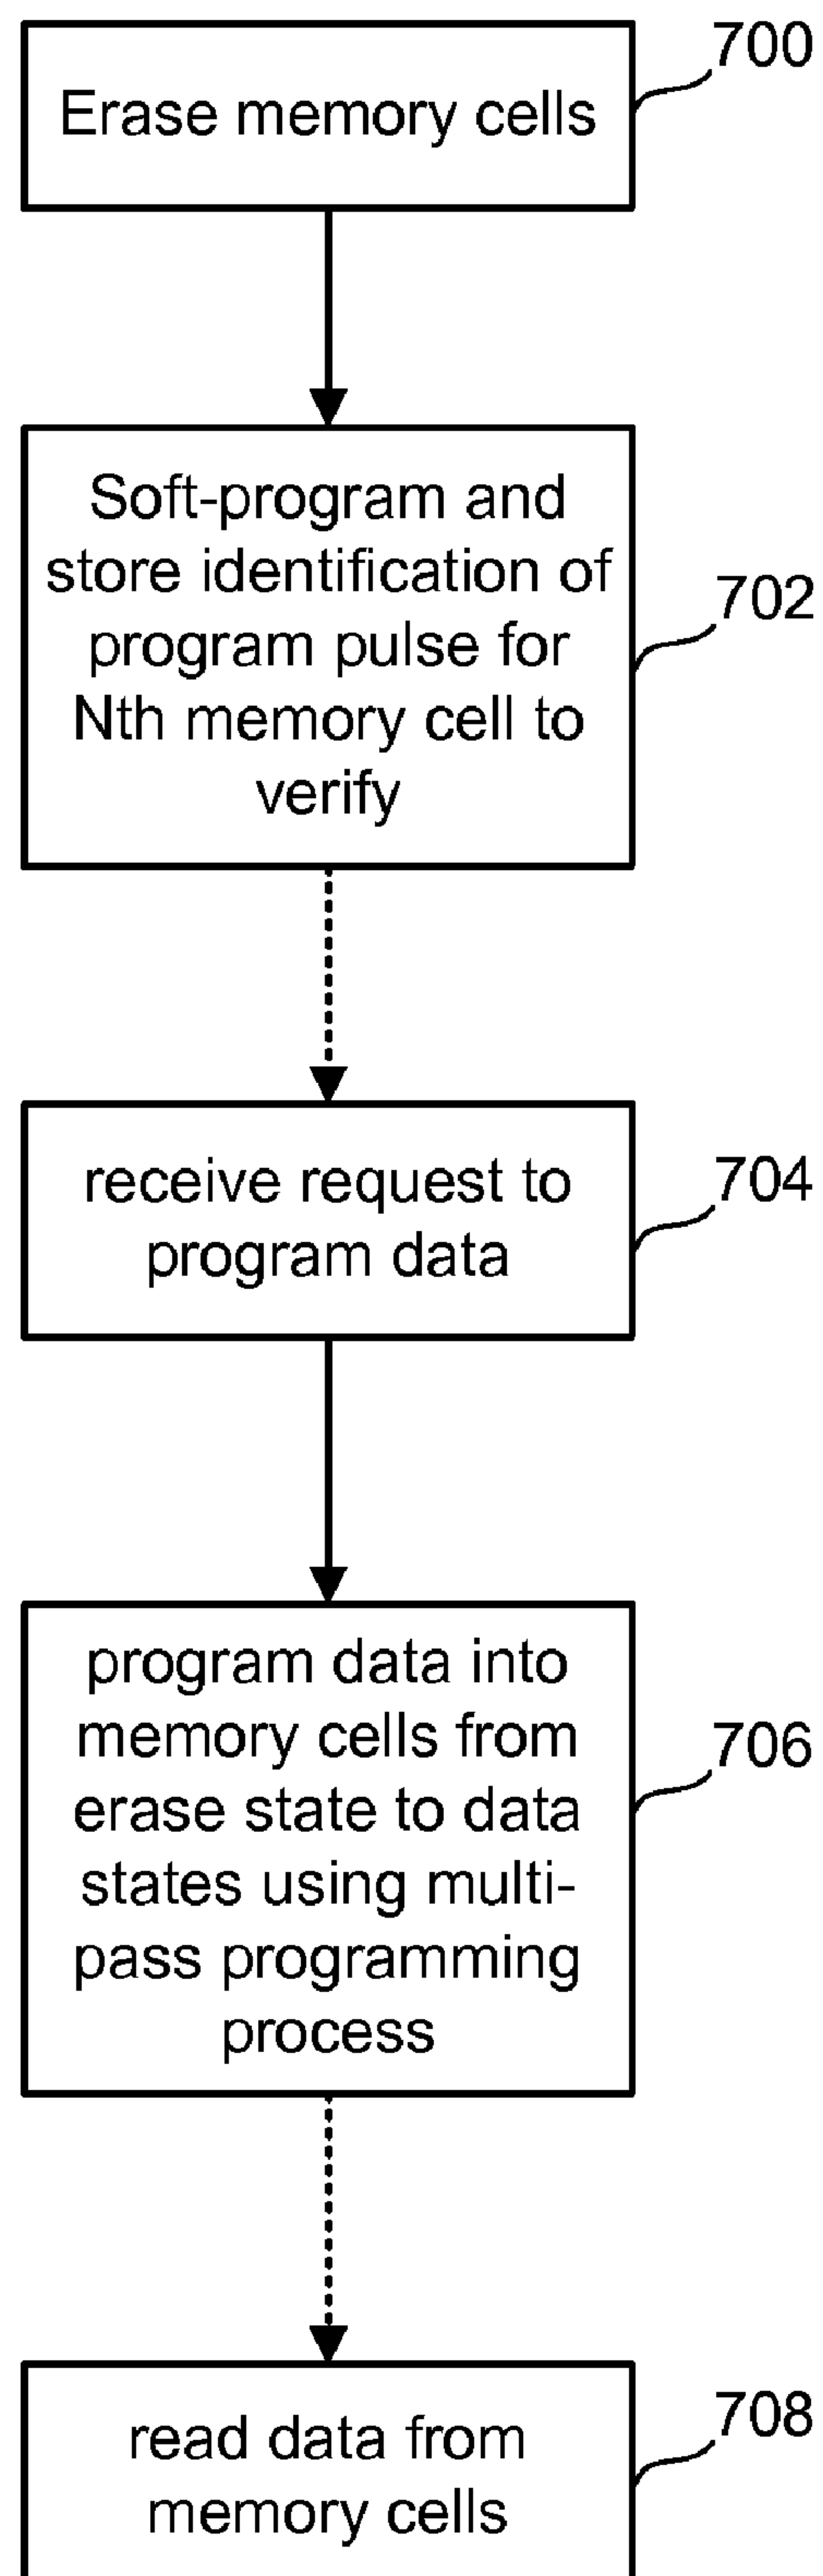 700
Erase memory cells
Soft-program and
store identification of
program pulse for
Nth memory cell to
verify
702
receive request to
program data
704
program data into
memory cells from
erase state to data
states using multi-
pass programming
process
706
read data from
memory cells
708